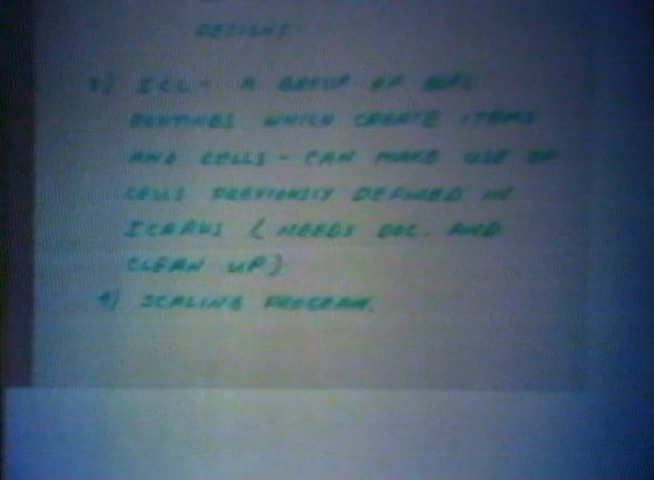 DESIGNS
3) ICL - A GROUP OF BCPL
ROUTINES WHICH CREATE ITEMS
AND CELLS - CAN MAKE USE OF
CELLS PREVIOUSLY DEFINED IN
ICARUS (NEEDS DOC. AND
CLEAN UP)
4) SCALING PROGRAM.